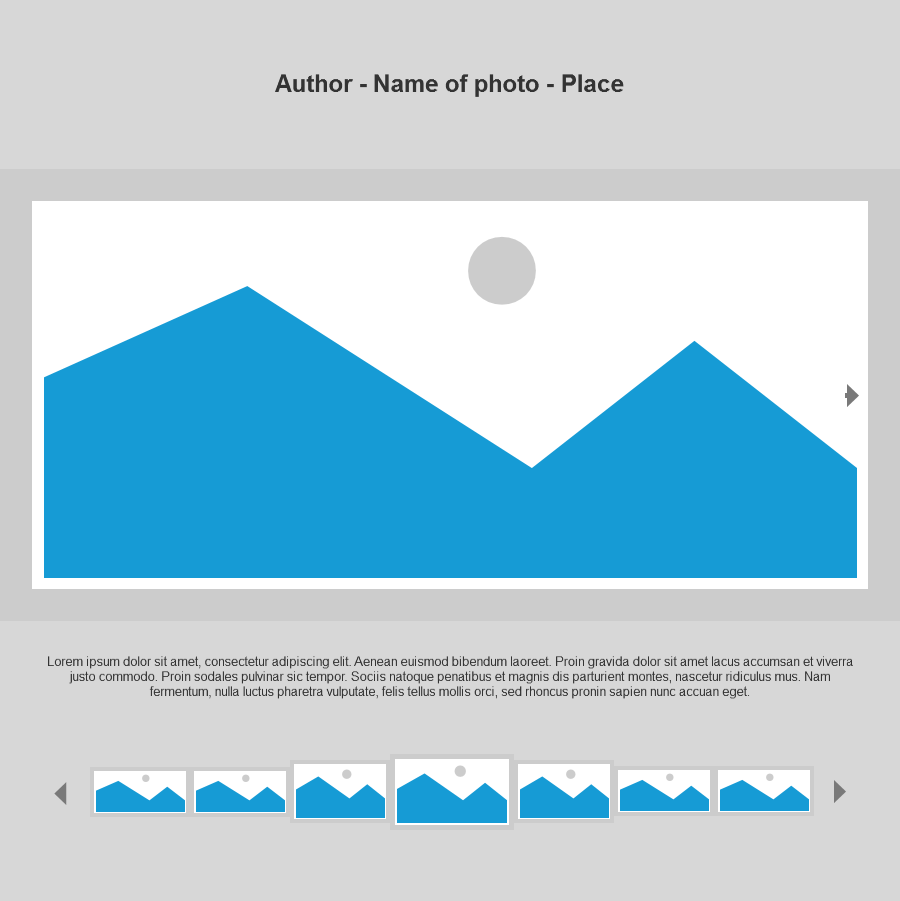 Author - Name of photo - Place
Lorem ipsum dolor sit amet, consectetur adipiscing elit. Aenean euismod bibendum laoreet. Proin gravida dolor sit amet lacus accumsan et viverra
justo commodo. Proin sodales pulvinar sic tempor. Sociis natoque penatibus et magnis dis parturient montes, nascetur ridiculus mus. Nam
fermentum, nulla luctus pharetra vulputate, felis tellus mollis orci, sed rhoncus pronin sapien nunc accuan eget.